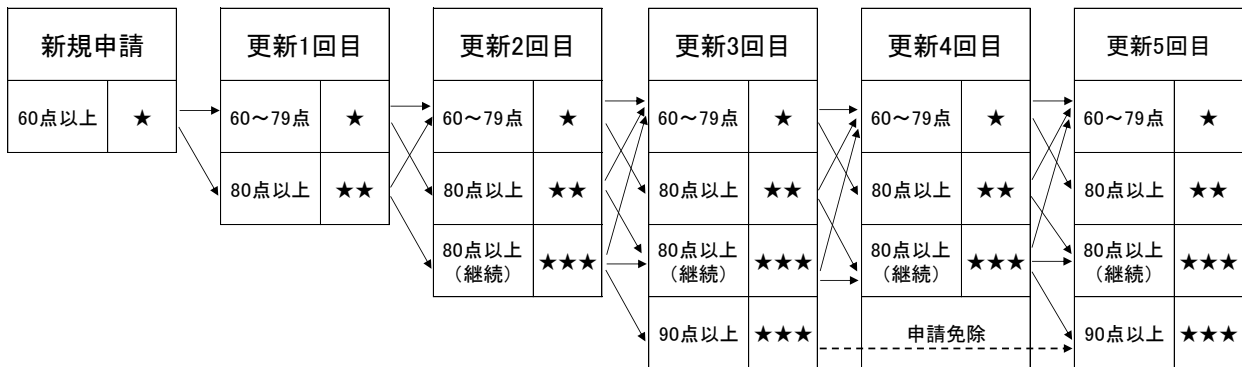 新規申請
60点以上 ★
更新1回目
60～79点 ★
80点以上 ★★
更新2回目
60～79点 ★
80点以上 ★★
80点以上
（継続） ★★★
更新3回目
60～79点 ★
80点以上 ★★
80点以上
（継続） ★★★
90点以上 ★★★
更新4回目
60～79点 ★
80点以上 ★★
80点以上
（継続） ★★★
申請免除
更新5回目
60～79点 ★
80点以上 ★★
80点以上
（継続） ★★★
90点以上 ★★★